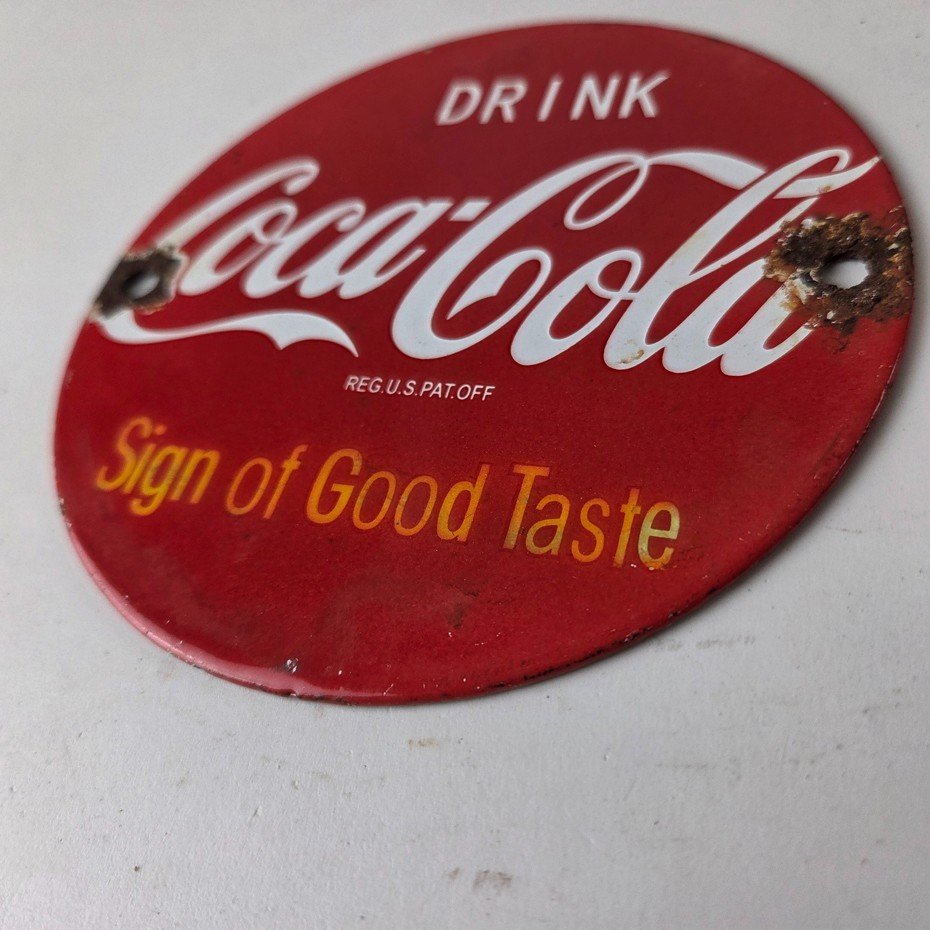 DRINK
Coca-Cola
REG.U.S.PAT.OFF
Sign of Good Taste